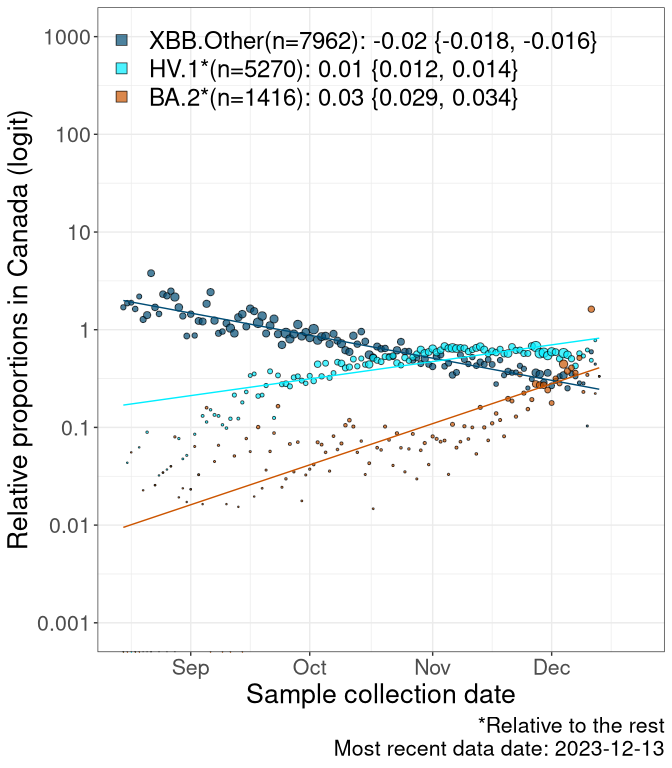 XBB.Other(n=7962): -0.02 {-0.018, -0.016}
HV.1*(n=5270): 0.01 {0.012, 0.014}
BA.2*(n=1416): 0.03 {0.029, 0.034}
Relative proportions in Canada (logit)
1000
100
10
1
0.1
0.01
0.001
Sep Oct Nov Dec
Sample collection date
*Relative to the rest
Most recent data date: 2023-12-13